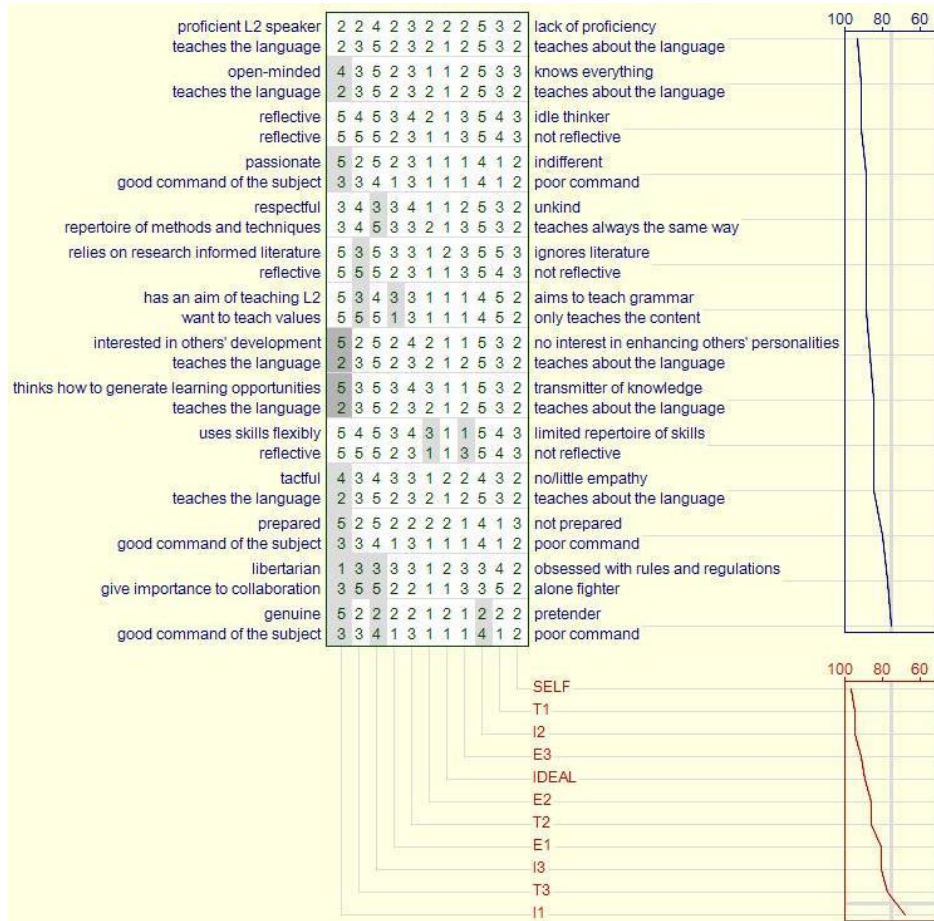 100 80 60
proficient L2 speaker 2 2 4 2 3 2 2 2 5 3 2 lack of proficiency
teaches the language 2 3 5 2 3 2 1 2 5 3 2 teaches about the language
open-minded 4 3 5 2 3 1 1 2 5 3 3 knows everything
teaches the language 2 3 5 2 3 2 1 2 5 3 2 teaches about the language
reflective 5 4 5 3 4 2 1 3 5 4 3 idle thinker
reflective 5 5 5 2 3 1 1 3 5 4 3 not reflective
passionate 5 2 5 2 3 1 1 1 4 1 2 indifferent
good command of the subject 3 3 4 1 3 1 1 1 4 1 2 poor command
respectful 3 4 3 3 4 1 1 2 5 3 2 unkind
repertoire of methods and techniques 3 4 5 3 3 2 1 3 5 3 2 teaches always the same way
relies on research informed literature 5 3 5 3 3 1 2 3 5 5 3 ignores literature
reflective 5 5 5 2 3 1 1 3 5 4 3 not reflective
has an aim of teaching L2 5 3 4 3 3 1 1 1 4 5 2 aims to teach grammar
want to teach values 5 5 5 1 3 1 1 1 4 5 2 only teaches the content
interested in others' development 5 2 5 2 4 2 1 1 5 3 2 no interest in enhancing others' personalities
teaches the language 2 3 5 2 3 2 1 2 5 3 2 teaches about the language
thinks how to generate learning opportunities 5 3 5 3 4 3 1 1 5 3 2 transmitter of knowledge
teaches the language 2 3 5 2 3 2 1 2 5 3 2 teaches about the language
uses skills flexibly 5 4 5 3 4 3 1 1 5 4 3 limited repertoire of skills
reflective 5 5 5 2 3 1 1 3 5 4 3 not reflective
tactful 4 3 4 3 3 1 2 2 4 3 2 no/little empathy
teaches the language 2 3 5 2 3 2 1 2 5 3 2 teaches about the language
prepared 5 2 5 2 2 2 2 1 4 1 3 not prepared
good command of the subject 3 3 4 1 3 1 1 1 4 1 2 poor command
libertarian 1 3 3 3 3 1 2 3 3 4 2 obsessed with rules and regulations
give importance to collaboration 3 5 5 2 2 1 1 3 3 5 2 alone fighter
genuine 5 2 2 2 2 1 2 1 2 2 2 pretender
good command of the subject 3 3 4 1 3 1 1 1 4 1 2 poor command
100 80 60
SELF
T1
I2
E3
IDEAL
E2
T2
E1
I3
T3
I1